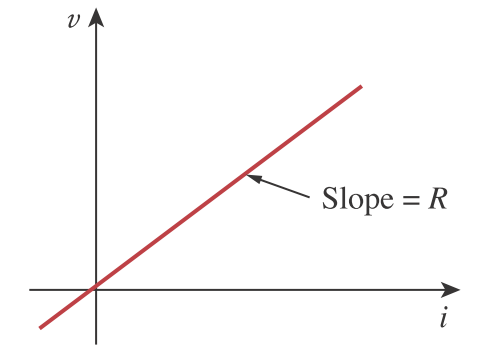 v
Slope = R
i